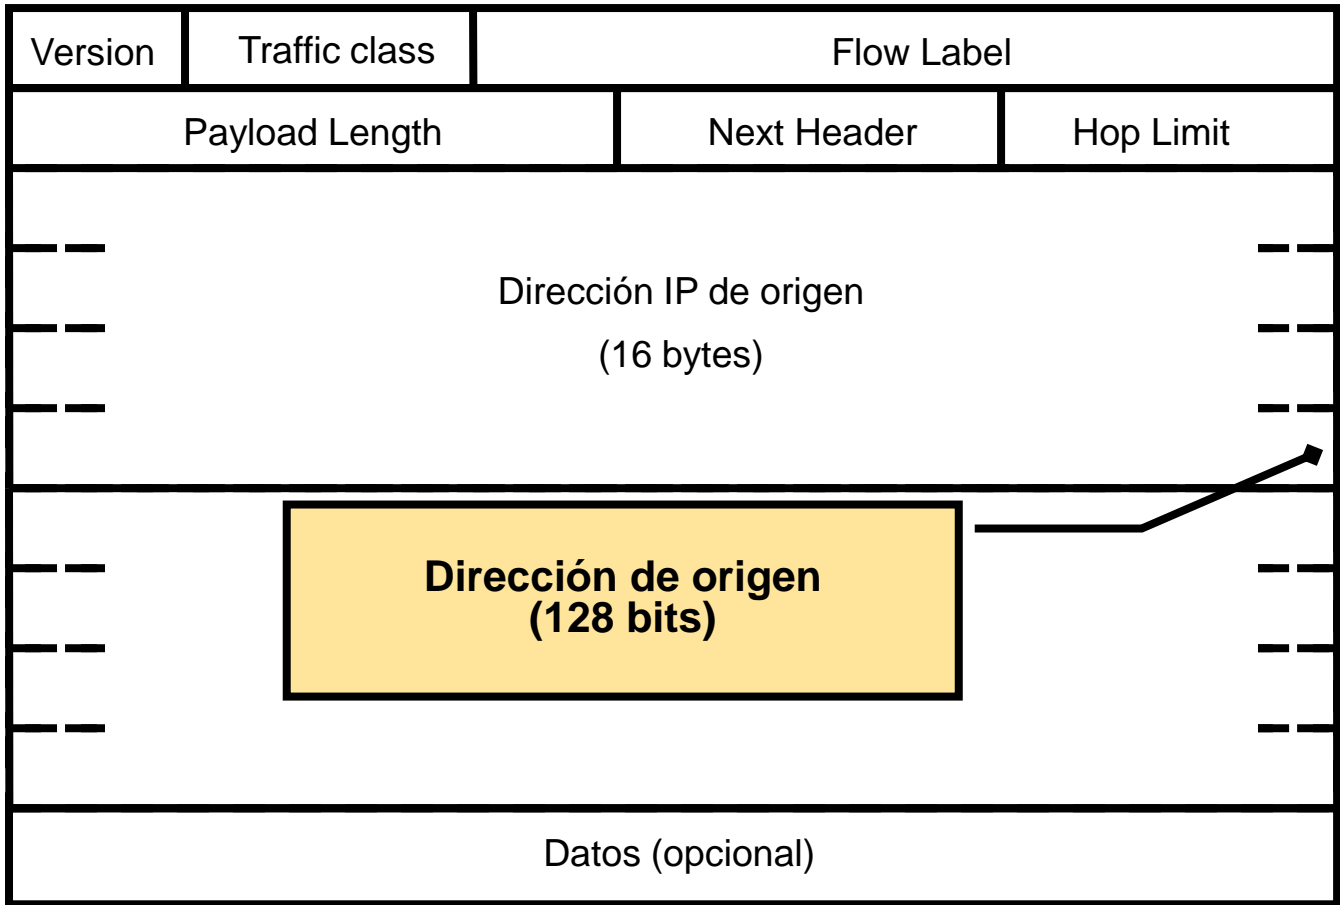 Version
Traffic class
Flow Label
Payload Length
Next Header
Hop Limit
Dirección IP de origen
(16 bytes)
Dirección de origen
(128 bits)
Datos (opcional)